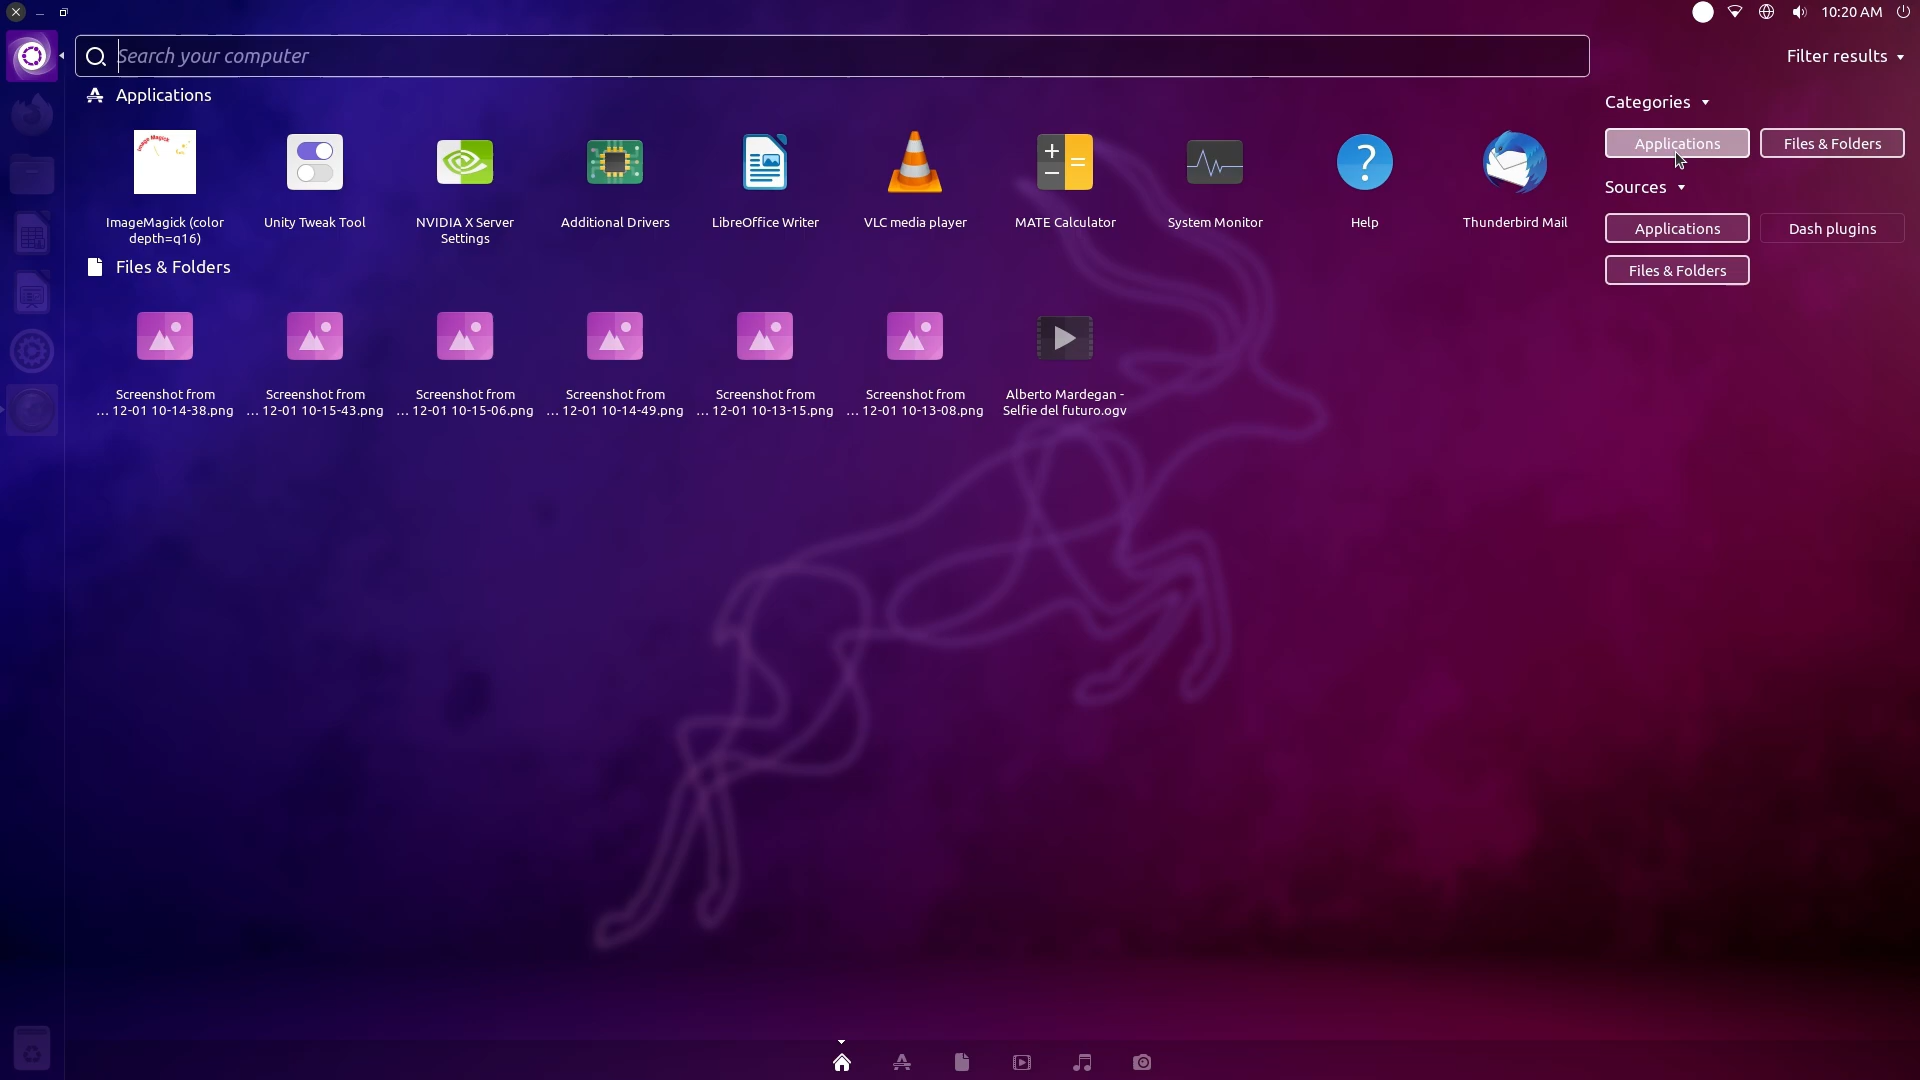 10:20 AM
Search your computer
Filter results
Applications
Image Magick
ImageMagick (color
depth=q16)
Unity Tweak Tool
NVIDIA X Server
Settings
Additional Drivers
LibreOffice Writer
VLC media player
MATE Calculator
System Monitor
?
Help
Thunderbird Mail
Categories
Applications
Files & Folders
Sources
Applications
Dash plugins
Files & Folders
Files & Folders
Screenshot from
... 12-01 10-14-38.png
Screenshot from
... 12-01 10-15-43.png
Screenshot from
... 12-01 10-15-06.png
Screenshot from
... 12-01 10-14-49.png
Screenshot from
... 12-01 10-13-15.png
Screenshot from
... 12-01 10-13-08.png
Alberto Mardegan -
Selfie del futuro.ogv